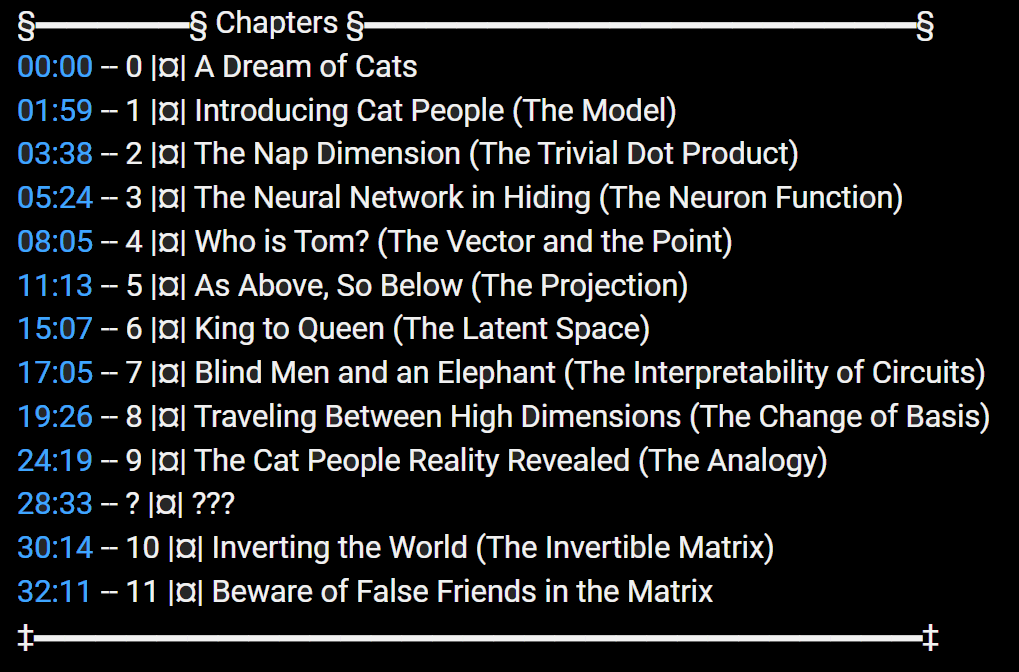 §━━━━━━§ Chapters §━━━━━━━━━━━━━━━━━━━━━━§
00:00 -- 0 |¤| A Dream of Cats
01:59 -- 1 |¤| Introducing Cat People (The Model)
03:38 -- 2 |¤| The Nap Dimension (The Trivial Dot Product)
05:24 -- 3 |¤| The Neural Network in Hiding (The Neuron Function)
08:05 -- 4 |¤| Who is Tom? (The Vector and the Point)
11:13 -- 5 |¤| As Above, So Below (The Projection)
15:07 -- 6 |¤| King to Queen (The Latent Space)
17:05 -- 7 |¤| Blind Men and an Elephant (The Interpretability of Circuits)
19:26 -- 8 |¤| Traveling Between High Dimensions (The Change of Basis)
24:19 -- 9 |¤| The Cat People Reality Revealed (The Analogy)
28:33 -- ? |¤| ???
30:14 -- 10 |¤| Inverting the World (The Invertible Matrix)
32:11 -- 11 |¤| Beware of False Friends in the Matrix
‡━━━━━━━━━━━━━━━━━━━━━━━━━━━━━━━━━━━‡